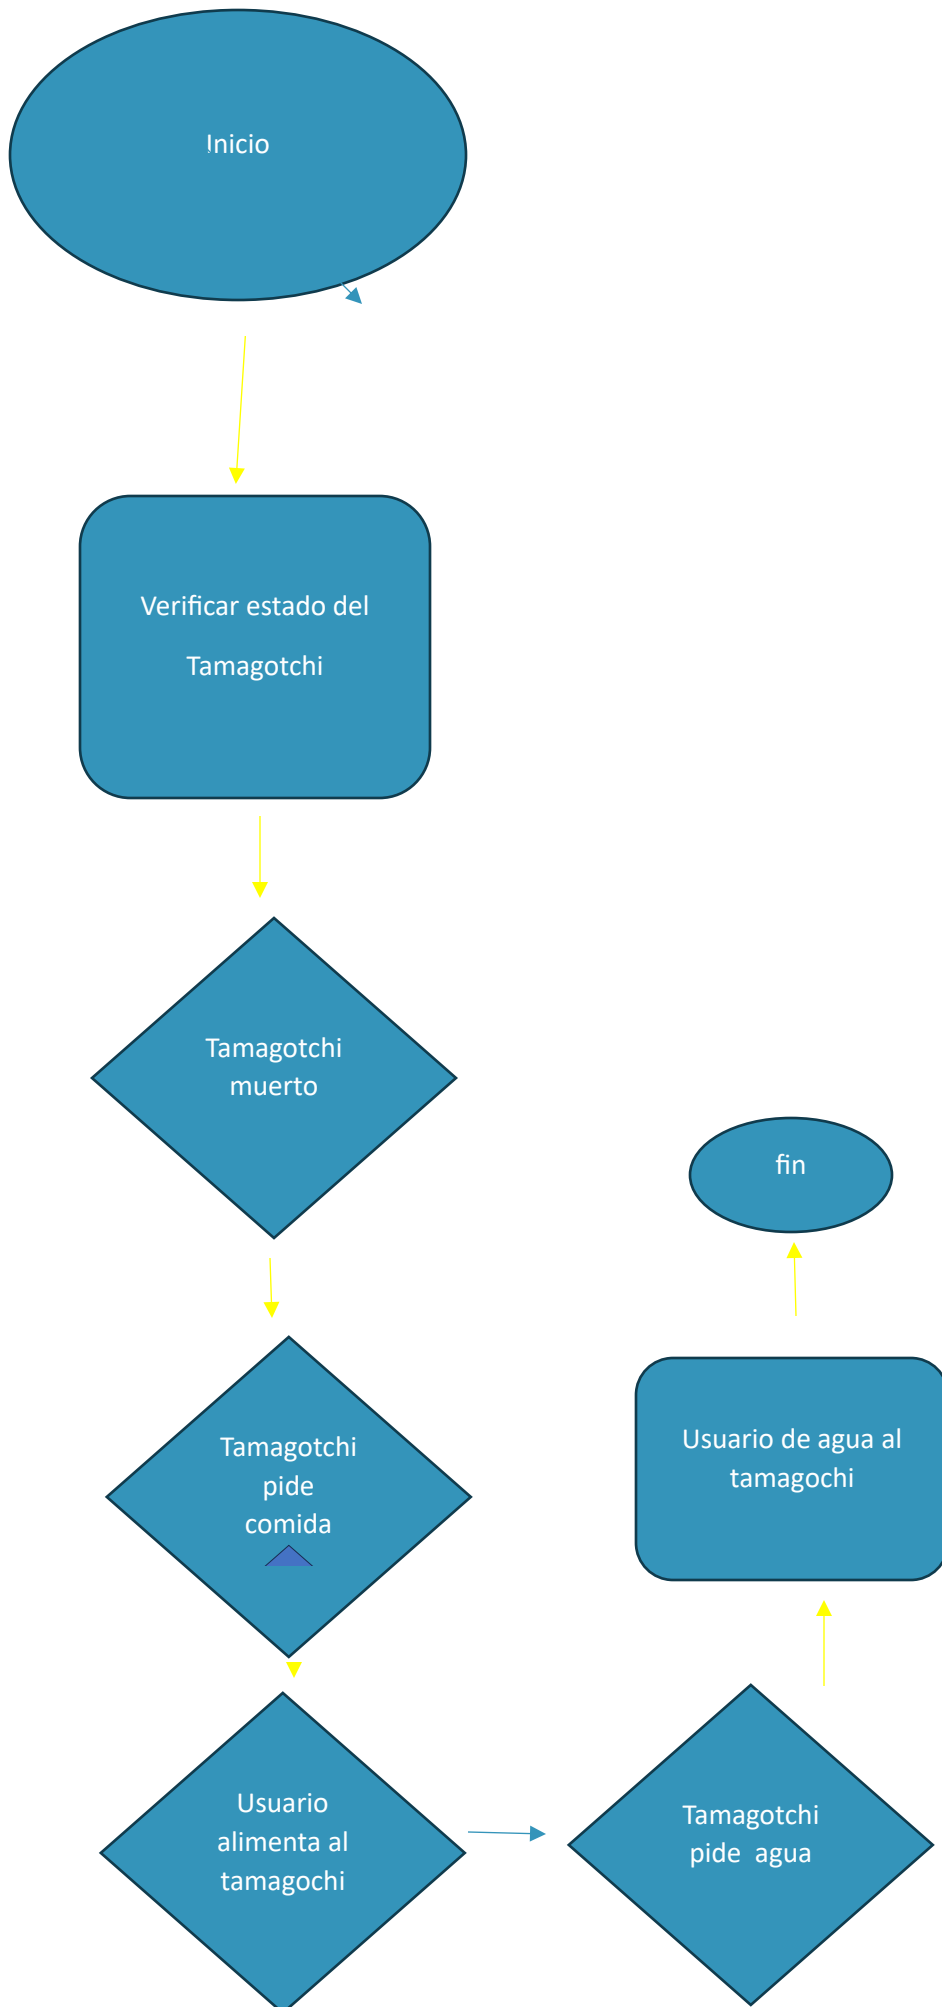 Inicio
Verificar estado del
Tamagotchi
Tamagotchi
muerto
Tamagotchi
pide
comida
Usuario
alimenta al
tamagochi
Tamagotchi
pide agua
Usuario de agua al
tamagochi
fin